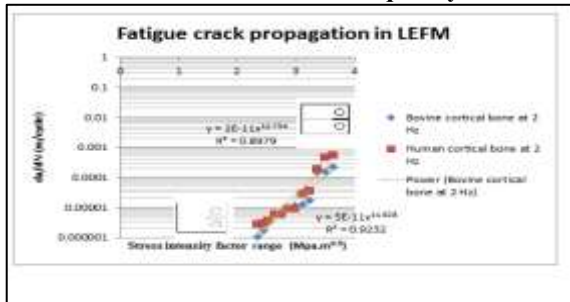 Fatigue crack propagation in LEFM
1
0 1 2 3 4
0.1
0.01
0.001
0.0001
0.00001
0.000001
da/dN (m/cycle)
R² = 0.8979
R² = 0.9232
Bovine cortical bone at 2
Hz
Human cortical bone at 2
Hz
Power (Bovine cortical
bone at 2 Hz)
Stress intensity factor range (Mpa.m